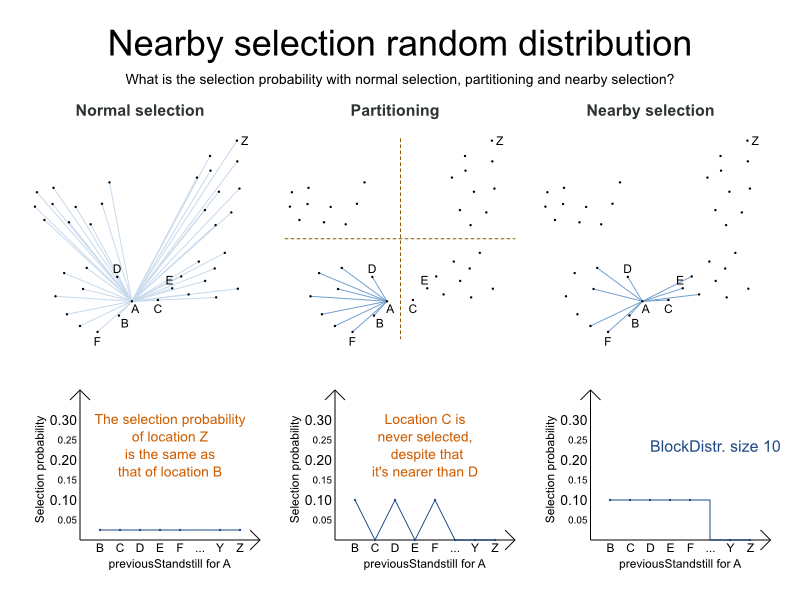 Nearby selection random distribution
What is the selection probability with normal selection, partitioning and nearby selection?
Normal selection
Z
D
E
A
C
B
F
Partitioning
Z
D
E
A
C
B
F
Nearby selection
Z
D
E
A
C
B
F
Selection probability
0.30
0.25
0.20
0.15
0.10
0.05
The selection probability
of location Z
is the same as
that of location B
B C D E F ... Y Z
previousStandstill for A
Selection probability
0.30
0.25
0.20
0.15
0.10
0.05
Location C is
never selected,
despite that
it's nearer than D
B C D E F ... Y Z
previousStandstill for A
Selection probability
0.30
0.25
0.20
0.15
0.10
0.05
BlockDistr. size 10
B C D E F ... Y Z
previousStandstill for A